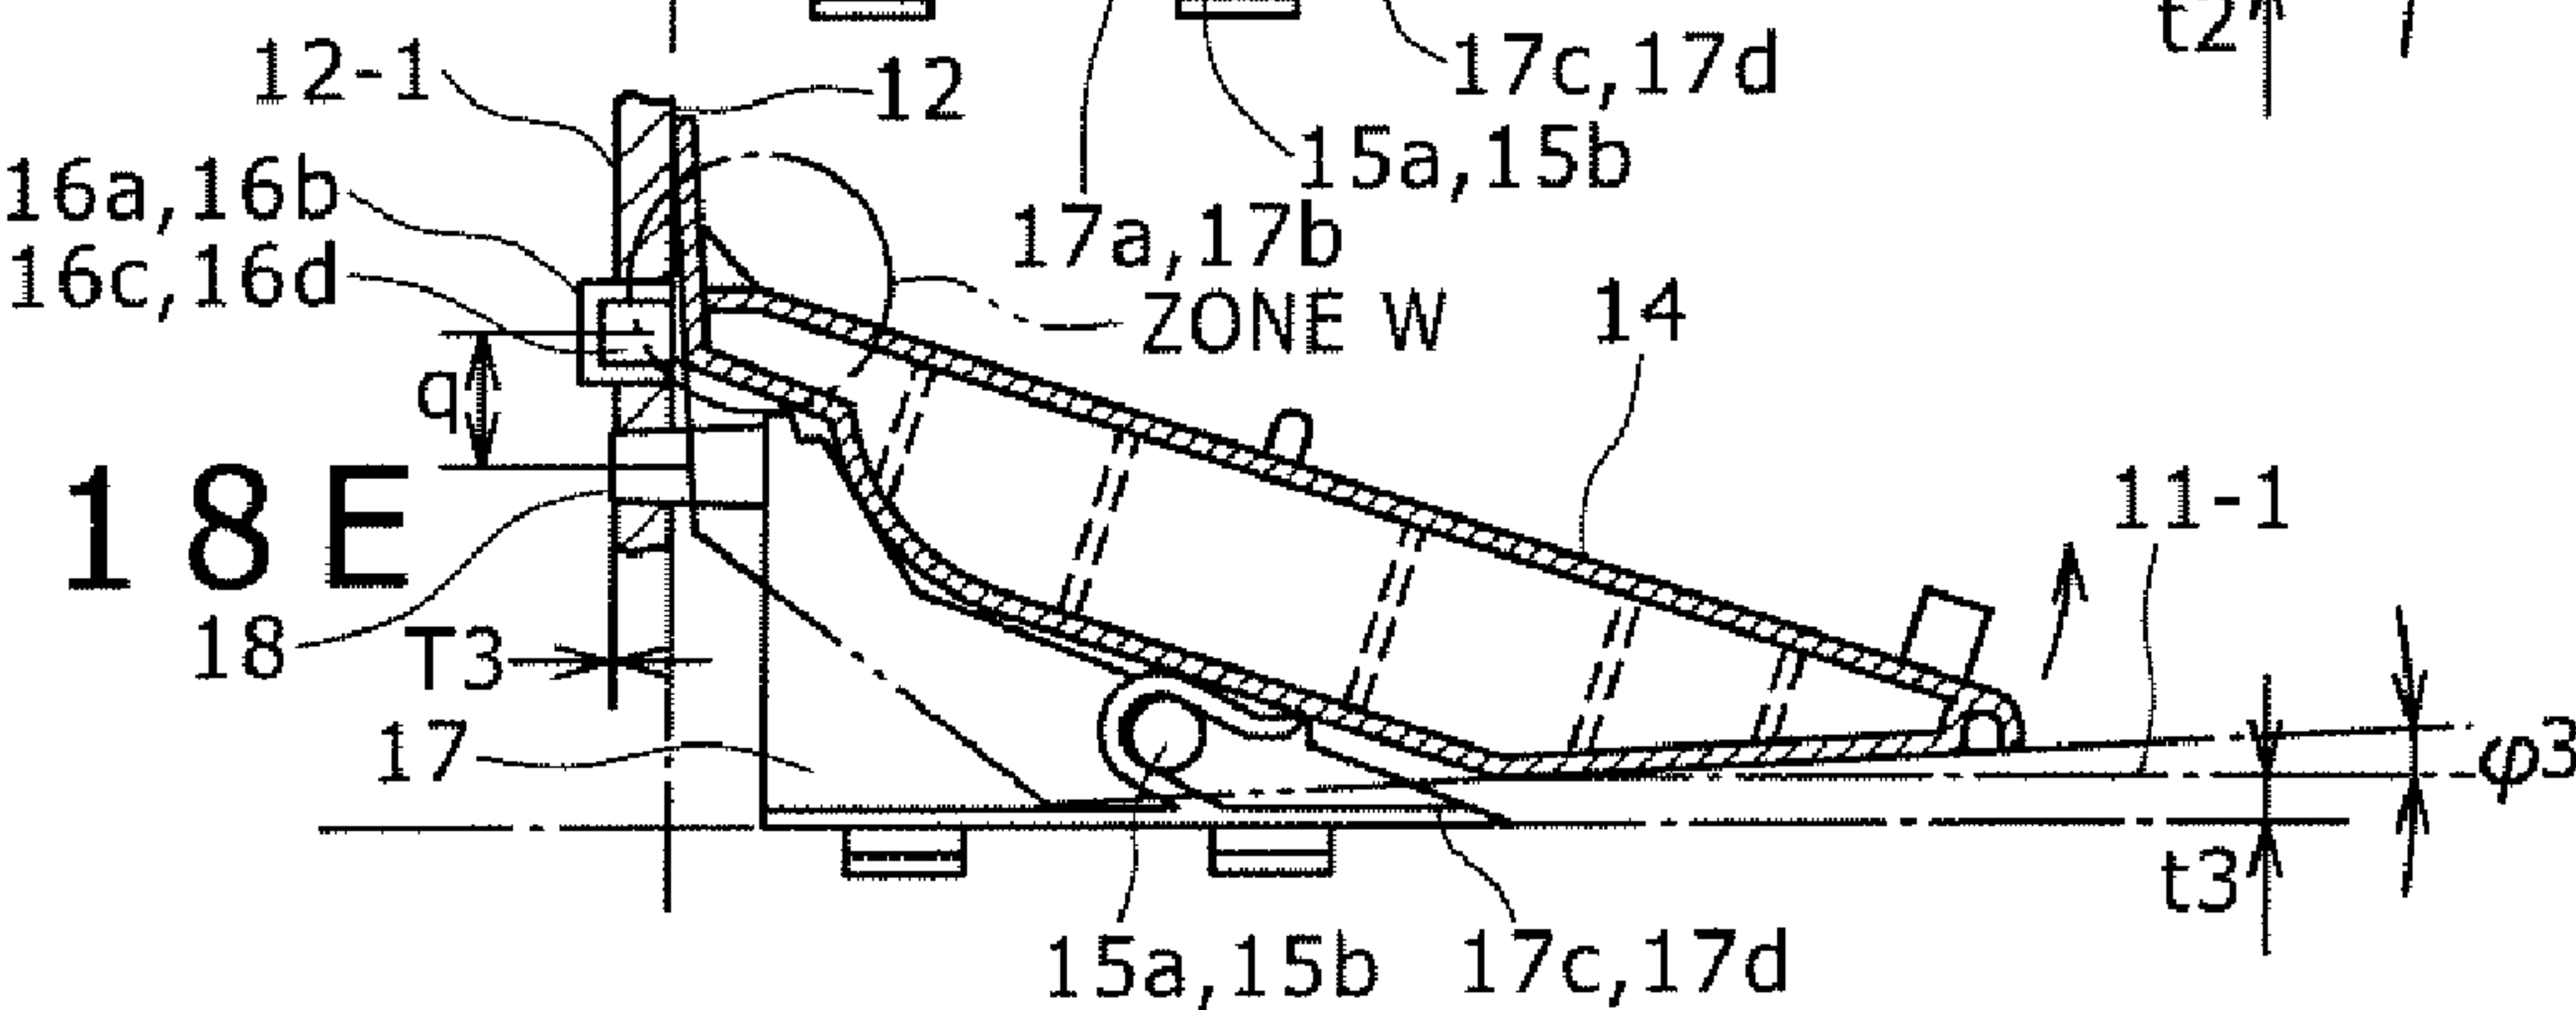 t2
12-1
12
17c,17d
15a,15b
16a,16b
17a,17b
16c,16d
ZONE W
14
q
18E
11-1
18
T3
17
φ3
t3
15a,15b
17c,17d